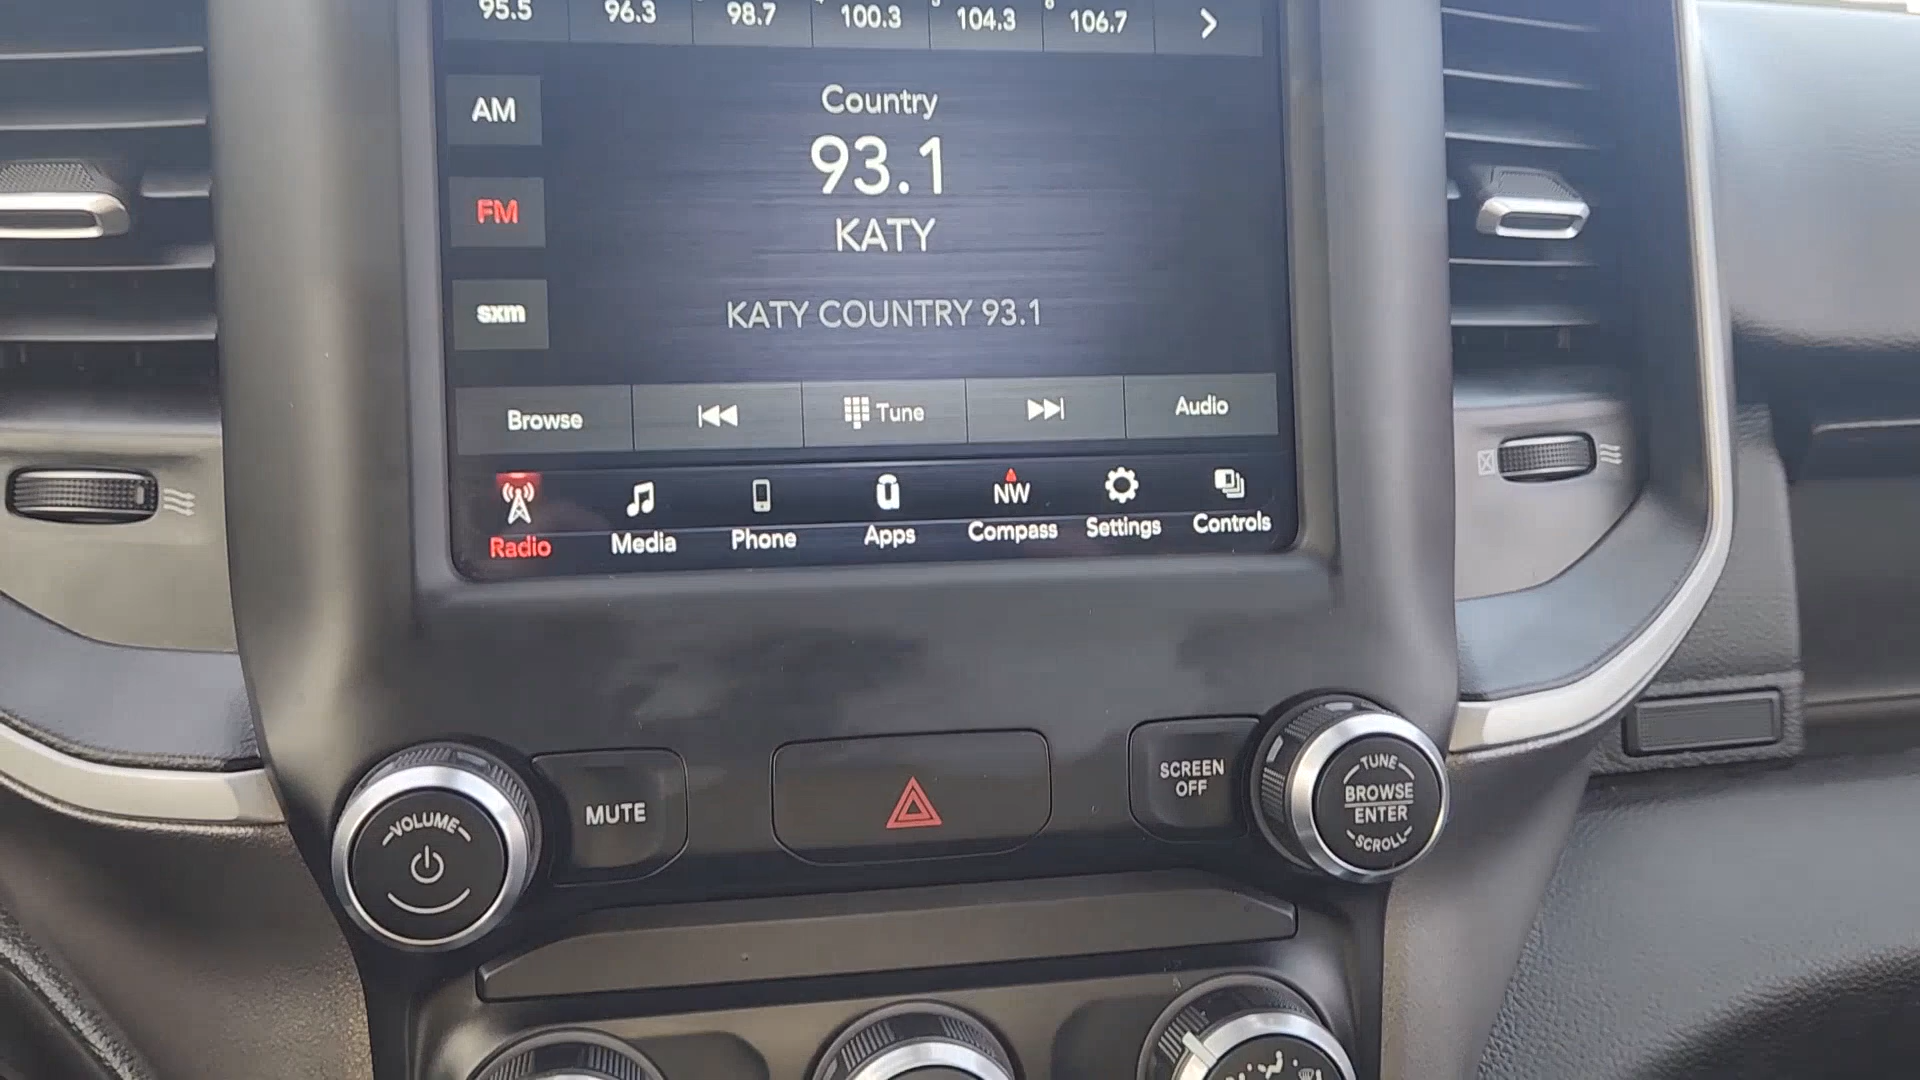 95.5 96.3 98.7 100.3 104.3 106.7
AM
Country
93.1
FM
KATY
sxm
KATY COUNTRY 93.1
Browse
Tune
Audio
NW
Radio
Media
Phone
Apps
Compass
Settings
Controls
VOLUME
MUTE
SCREEN
OFF
TUNE
BROWSE
ENTER
SCROLL